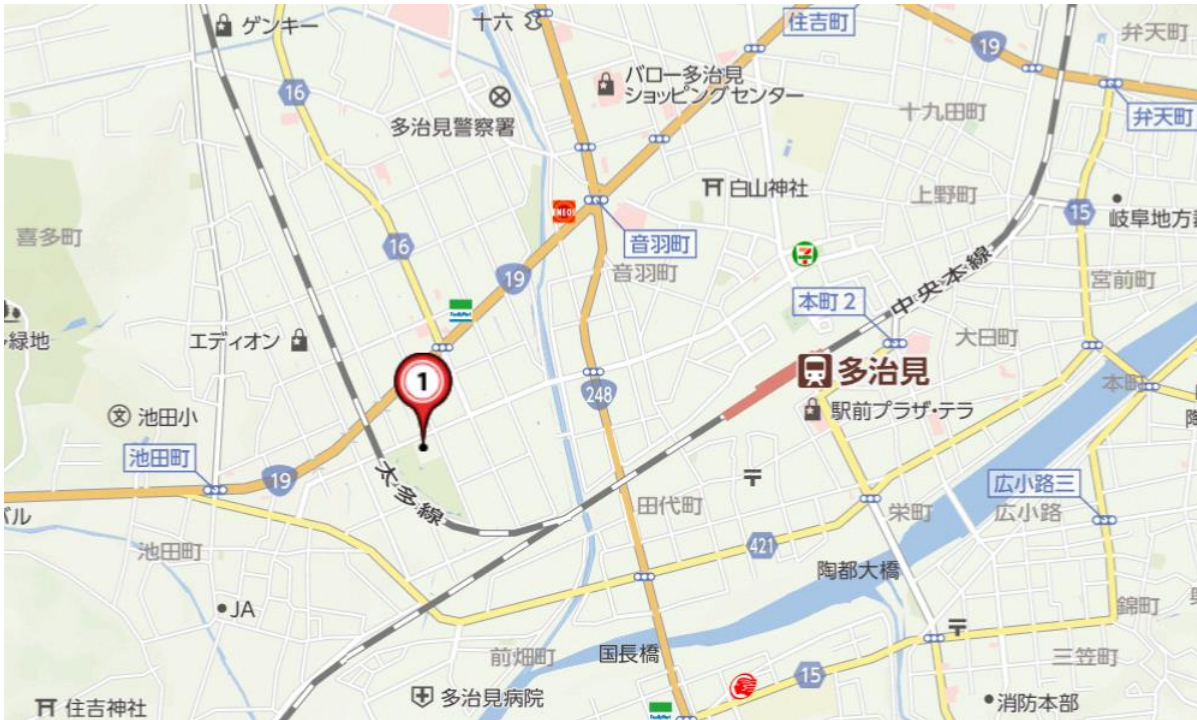 ゲンキー
十六
住吉町
19
弁天町
16
バロー多治見
ショッピングセンター
多治見警察署
十九田町
弁天町
白山神社
上野町
15
ENEOS
喜多町
16
音羽町
音羽町
19
中央本線
宮前町
FamilyMart
本町2
大日町
緑地
エディオン
1
多治見
248
本町
池田小
駅前プラザ・テラ
池田町
19
太多線
広小路三
田代町
栄町
広小路
バル
池田町
421
陶都大橋
JA
錦町
前畑町
国長橋
三笠町
15
多治見病院
消防本部
住吉神社
FamilyMart